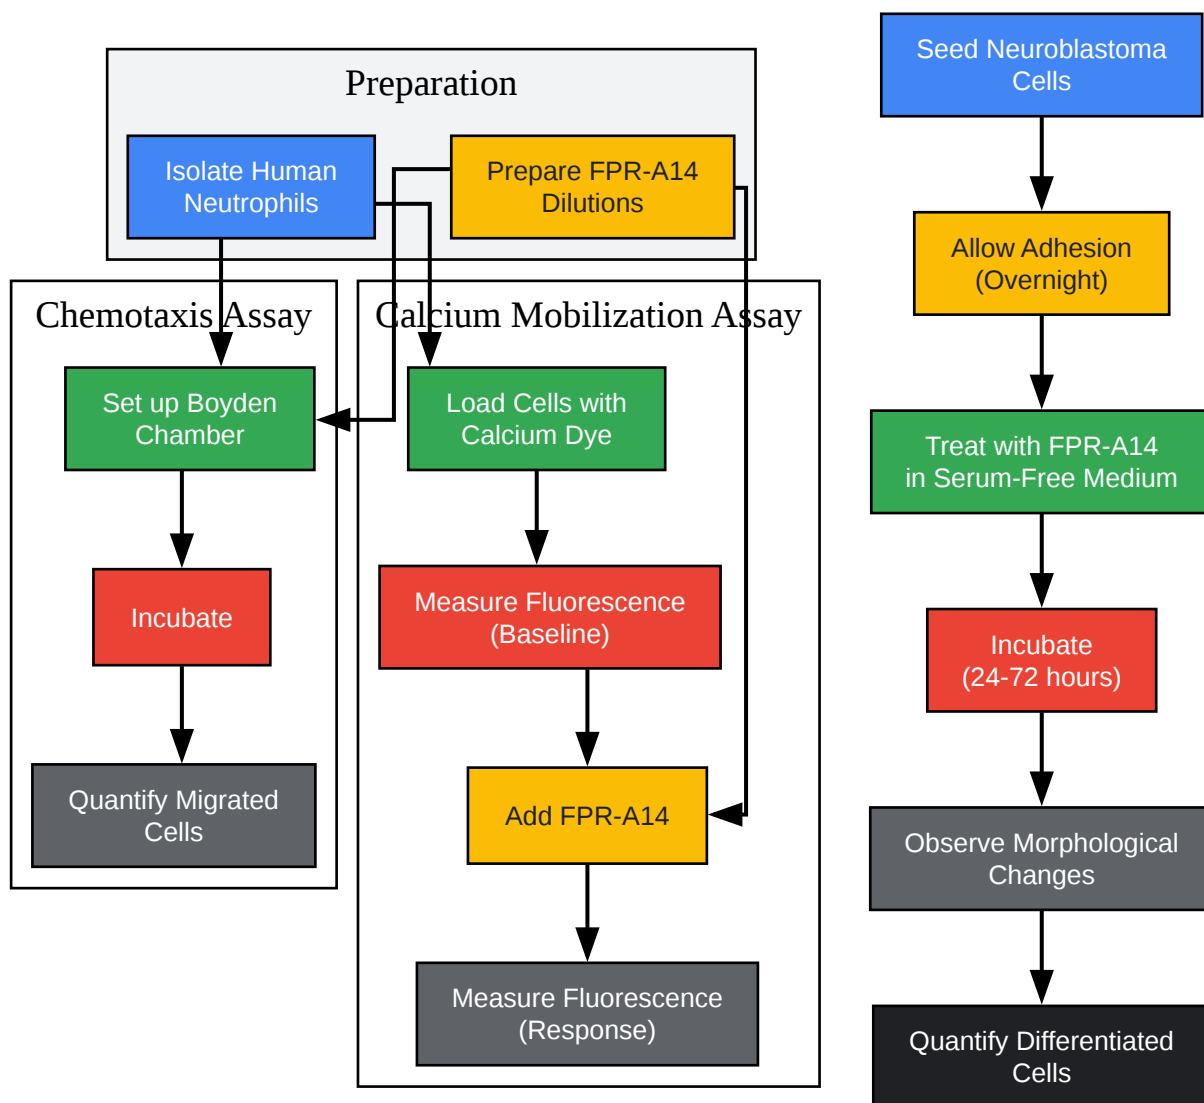 Preparation
Isolate Human
Neutrophils
Prepare FPR-A14
Dilutions
Chemotaxis Assay
Set up Boyden
Chamber
Incubate
Quantify Migrated
Cells
Calcium Mobilization Assay
Load Cells with
Calcium Dye
Measure Fluorescence
(Baseline)
Add FPR-A14
Measure Fluorescence
(Response)
Seed Neuroblastoma
Cells
Allow Adhesion
(Overnight)
Treat with FPR-A14
in Serum-Free Medium
Incubate
(24-72 hours)
Observe Morphological
Changes
Quantify Differentiated
Cells